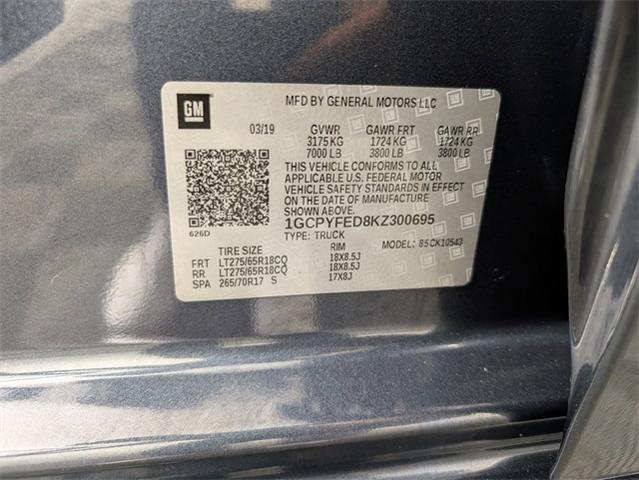 GM
MFD BY GENERAL MOTORS LLC
03/19 GVWR GAWR FRT GAWR RR
3175 KG 1724 KG 1724 KG
7000 LB 3800 LB 3800 LB
THIS VEHICLE CONFORMS TO ALL
APPLICABLE U.S. FEDERAL MOTOR
VEHICLE SAFETY STANDARDS IN EFFECT
ON THE DATE OF MANUFACTURE
SHOWN ABOVE.
1GCPYFED8KZ300695
626D
TYPE: TRUCK MODEL: 85CK10543
TIRE SIZE RIM
FRT LT275/65R18CQ 18X8.5J
RR LT275/65R18CQ 18X8.5J
SPA 265/70R17 S 17X8J